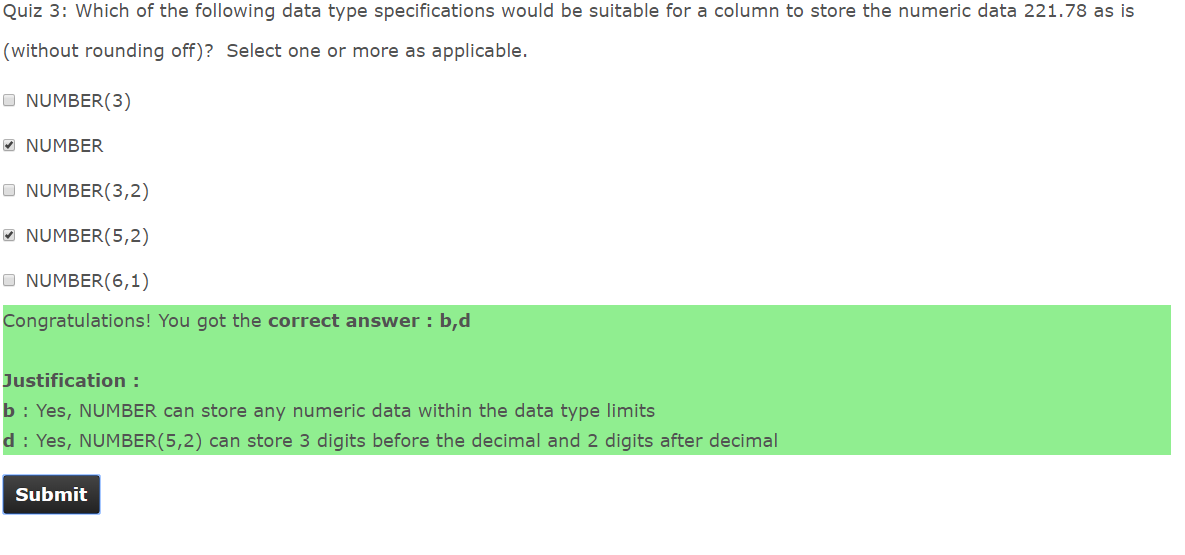 Quiz 3: Which of the following data type specifications would be suitable for a column to store the numeric data 221.78 as is
(without rounding off)?  Select one or more as applicable.
NUMBER(3)
NUMBER
NUMBER(3,2)
NUMBER(5,2)
NUMBER(6,1)
Congratulations! You got the correct answer : b,d
Justification :
b : Yes, NUMBER can store any numeric data within the data type limits
d : Yes, NUMBER(5,2) can store 3 digits before the decimal and 2 digits after decimal
Submit